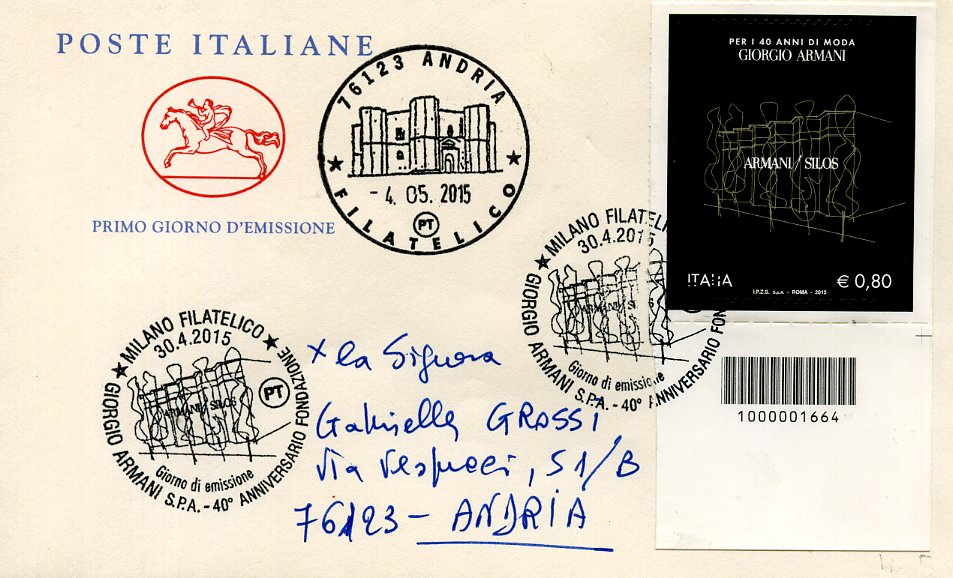 POSTE ITALIANE
PRIMO GIORNO D'EMISSIONE
76123 ANDRIA
- 4. 05. 2015
PT
FILATELICO
PER I 40 ANNI DI MODA
GIORGIO ARMANI
ARMANI / SILOS
ITALIA
€ 0,80
I.P.Z.S. S.p.A. - ROMA - 2015
MILANO FILATELICO
30.4.2015
ARMANI / SILOS
Giorno di emissione
GIORGIO ARMANI S.P.A. - 40° ANNIVERSARIO FONDAZIONE
1000001664
MILANO FILATELICO
30.4.2015
ARMANI / SILOS
PT
Giorno di emissione
GIORGIO ARMANI S.P.A. - 40° ANNIVERSARIO FONDAZIONE
x la Signora
Gabriella GROSSI
Via Vespucci, 51/B
76123 - ANDRIA